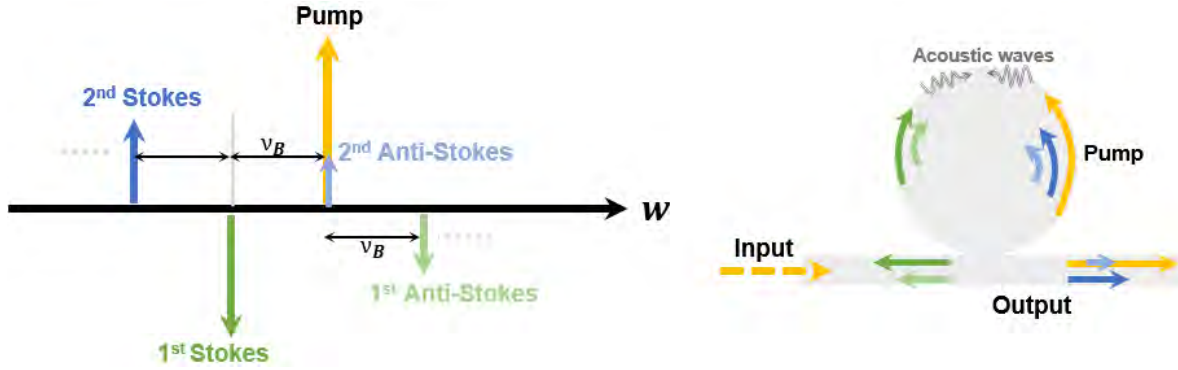 Pump
2nd Stokes
νB
2nd Anti-Stokes
w
νB
1st Anti-Stokes
1st Stokes
Acoustic waves
Pump
Input
Output